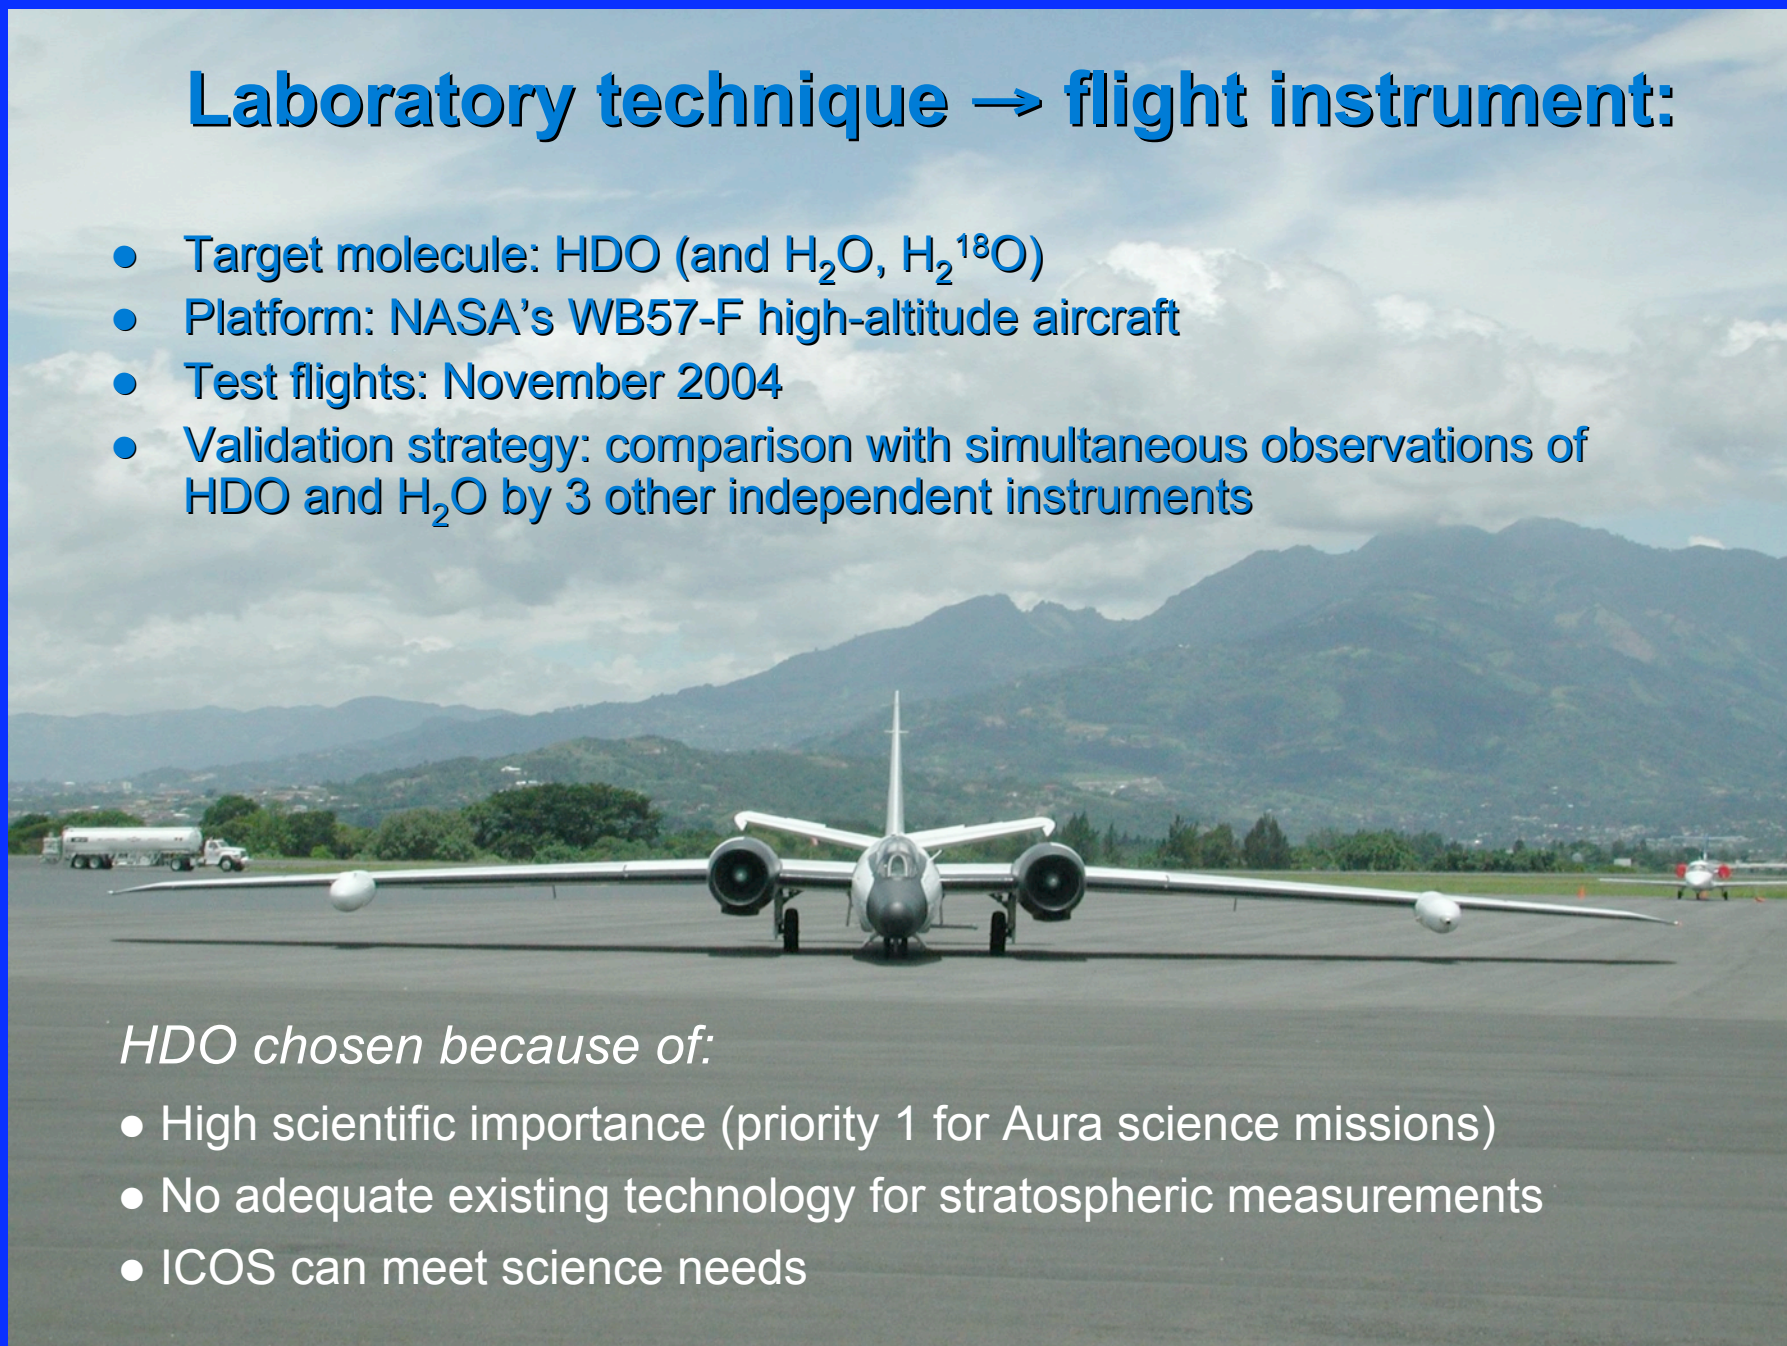 Laboratory technique → flight instrument:
● Target molecule: HDO (and H₂O, H₂¹⁸O)
● Platform: NASA’s WB57-F high-altitude aircraft
● Test flights: November 2004
● Validation strategy: comparison with simultaneous observations of
HDO and H₂O by 3 other independent instruments
HDO chosen because of:
● High scientific importance (priority 1 for Aura science missions)
● No adequate existing technology for stratospheric measurements
● ICOS can meet science needs